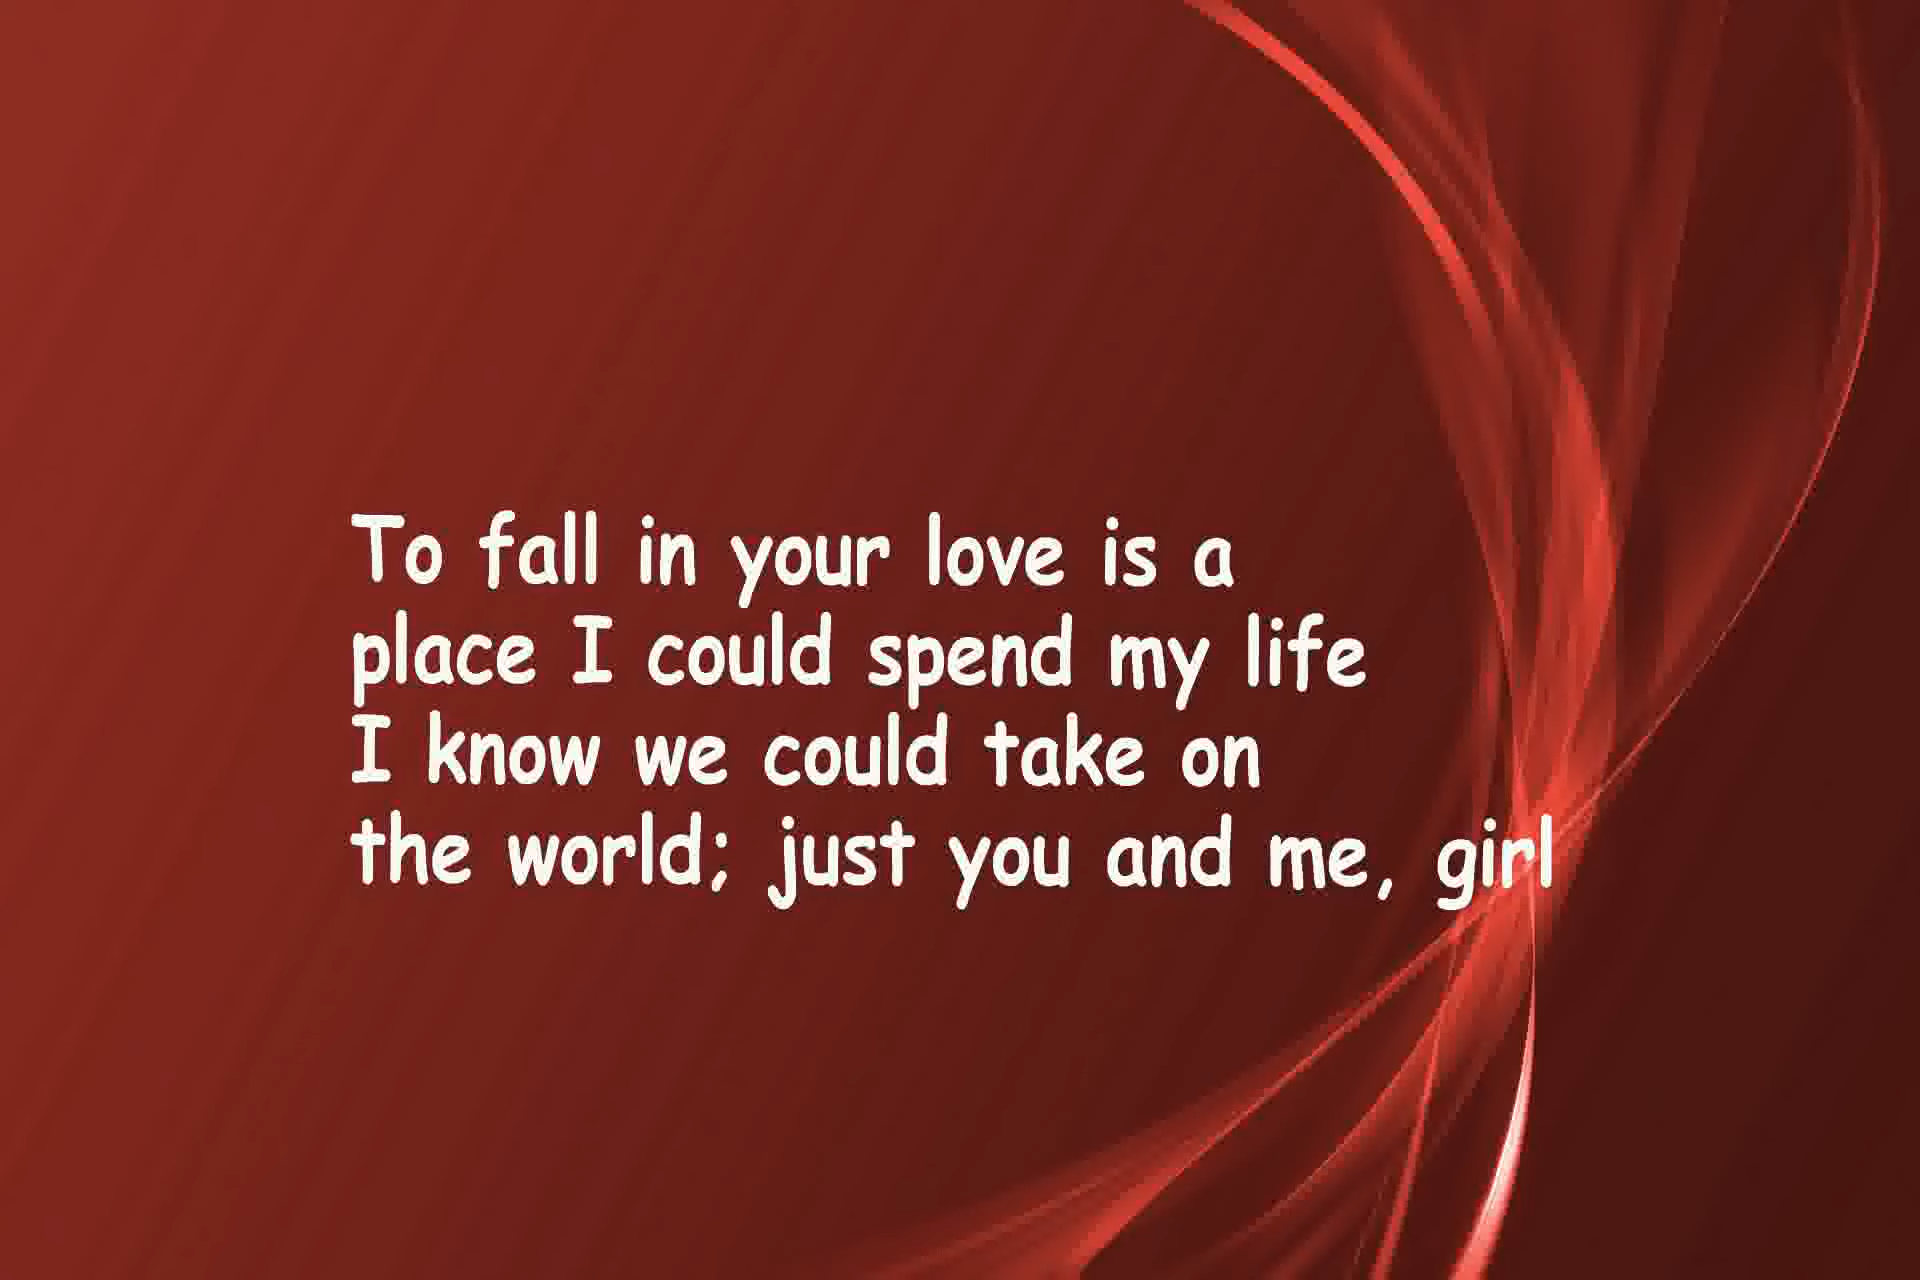 To fall in your love is a
place I could spend my life
I know we could take on
the world; just you and me, girl